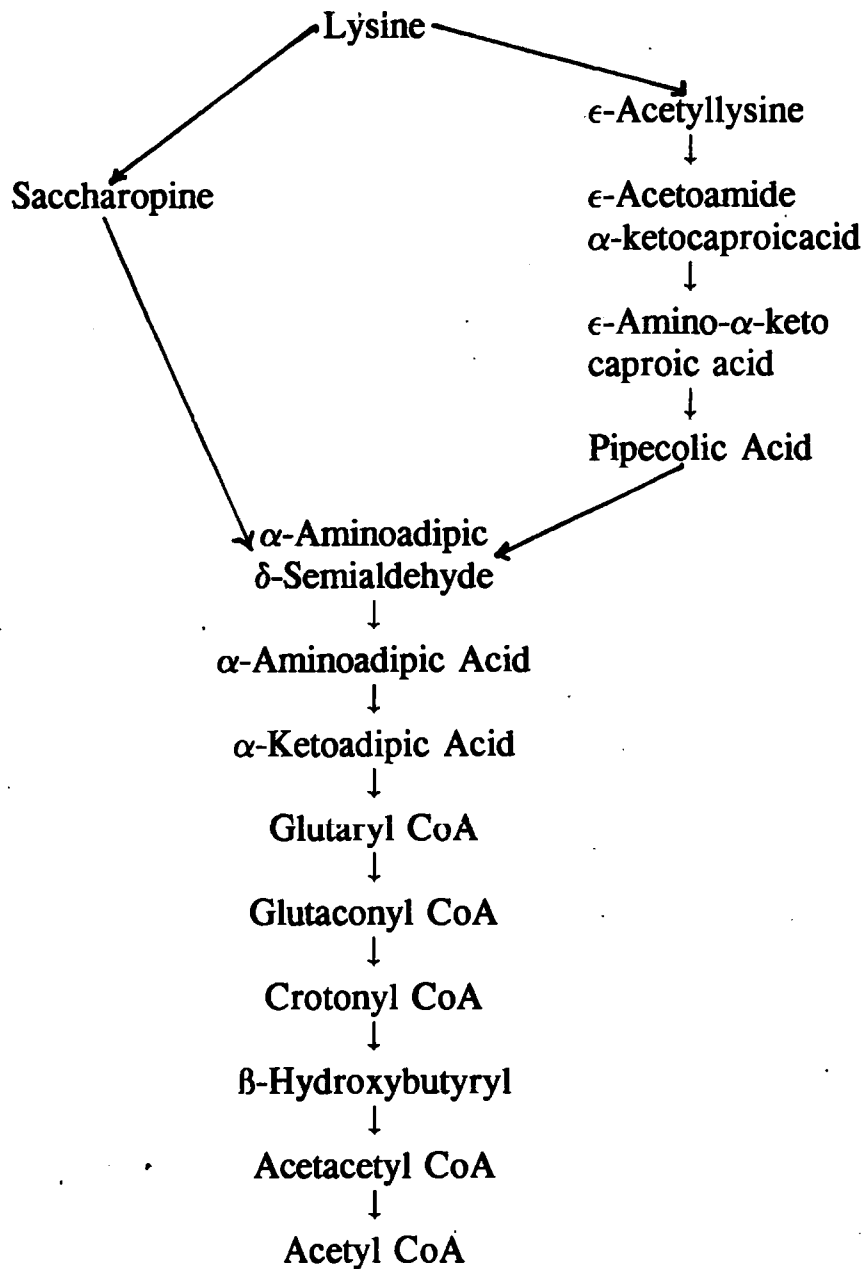 Lysine
ϵ-Acetyllysine
↓
Saccharopine
ϵ-Acetoamide
α-ketocaproicacid
↓
ϵ-Amino-α-keto
caproic acid
↓
Pipecolic Acid
α-Aminoadipic
δ-Semialdehyde
↓
α-Aminoadipic Acid
↓
α-Ketoadipic Acid
↓
Glutaryl CoA
↓
Glutaconyl CoA
↓
Crotonyl CoA
↓
ß-Hydroxybutyryl
↓
Acetacetyl CoA
↓
Acetyl CoA